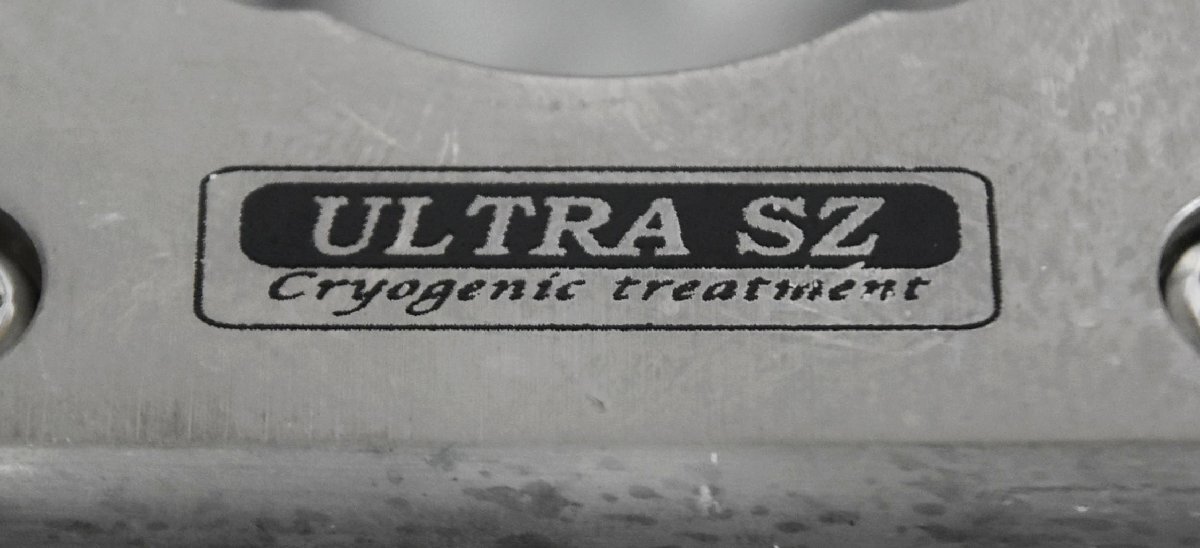 ULTRA SZ
Cryogenic treatment